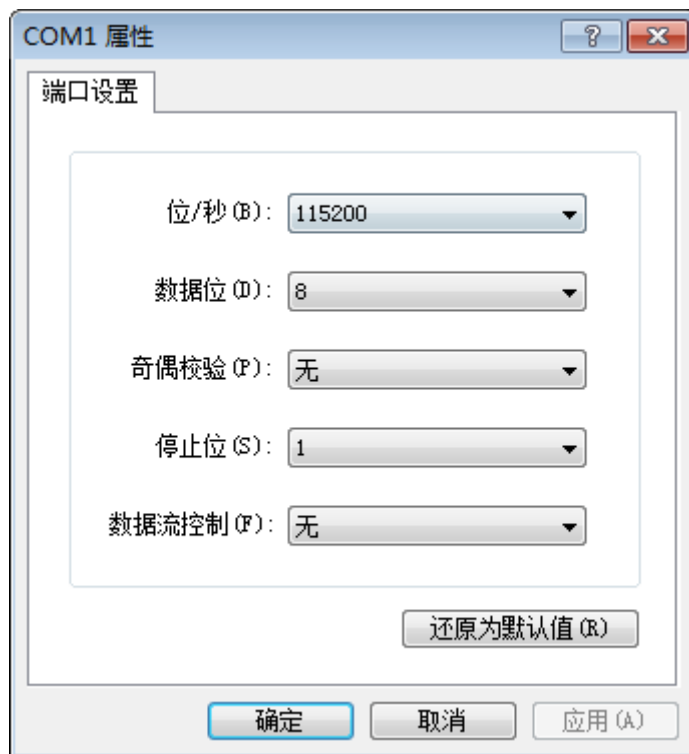 COM1 属性
端口设置
位/秒(B): 115200
数据位(D): 8
奇偶校验(P): 无
停止位(S): 1
数据流控制(F): 无
还原为默认值(R)
确定 取消 应用(A)